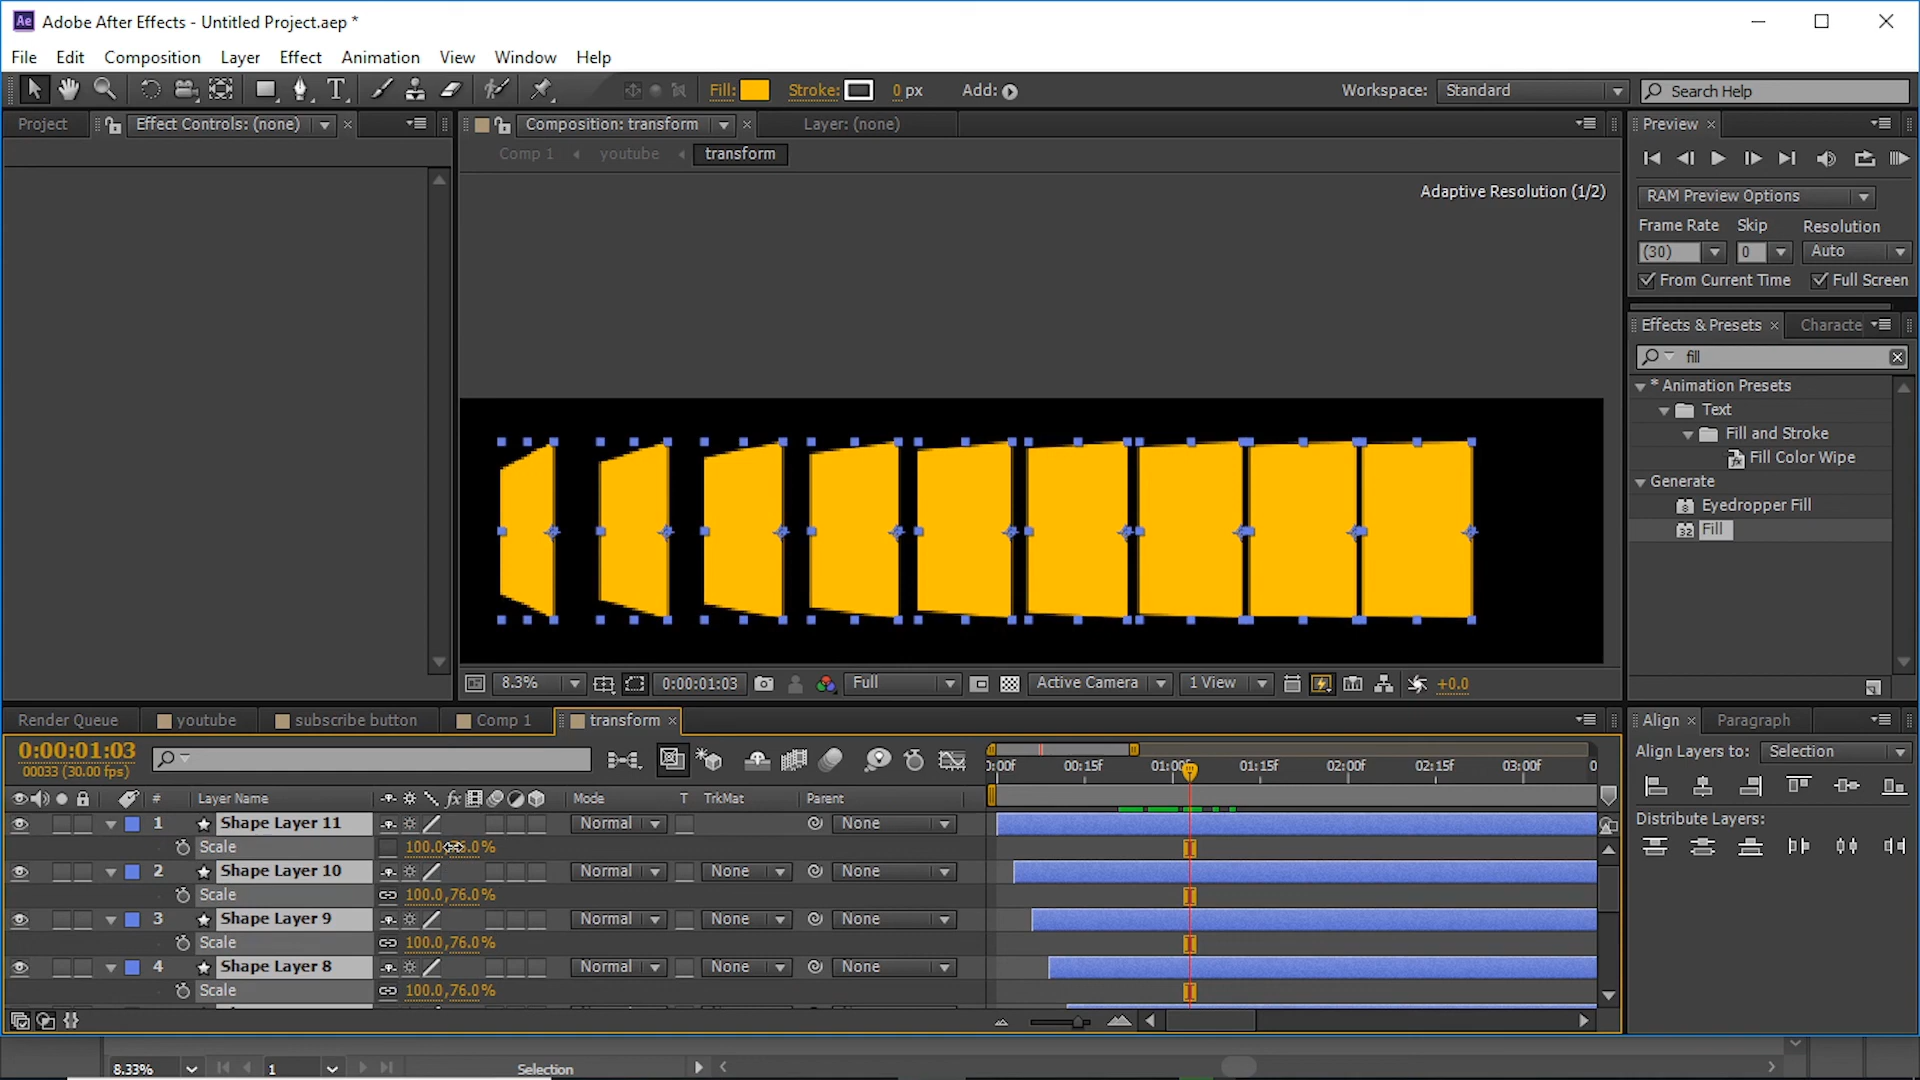 Ae Adobe After Effects - Untitled Project.aep *
File Edit Composition Layer Effect Animation View Window Help
T Fill: Stroke: 0 px Add: Workspace: Standard Search Help
Project Effect Controls: (none) × Composition: transform × Layer: (none) Preview ×
Comp 1 youtube transform
Adaptive Resolution (1/2)
RAM Preview Options
Frame Rate Skip Resolution
(30) 0 Auto
From Current Time Full Screen
Effects & Presets × Characte
fill
* Animation Presets
Text
Fill and Stroke
Fill Color Wipe
Generate
Eyedropper Fill
32 Fill
8.3% 0:00:01:03 Full Active Camera 1 View +0.0
Render Queue youtube subscribe button Comp 1 transform × Align × Paragraph
0:00:01:03
00033 (30.00 fps)
0:00f 00:15f 01:00f 01:15f 02:00f 02:15f 03:00f 0
Align Layers to: Selection
Distribute Layers:
# Layer Name fx Mode T TrkMat Parent
1 Shape Layer 11 Normal None
Scale 100.0, .0%
2 Shape Layer 10 Normal None None
Scale 100.0,76.0%
3 Shape Layer 9 Normal None None
Scale 100.0,76.0%
4 Shape Layer 8 Normal None None
Scale 100.0,76.0%
8.33% 1 Selection